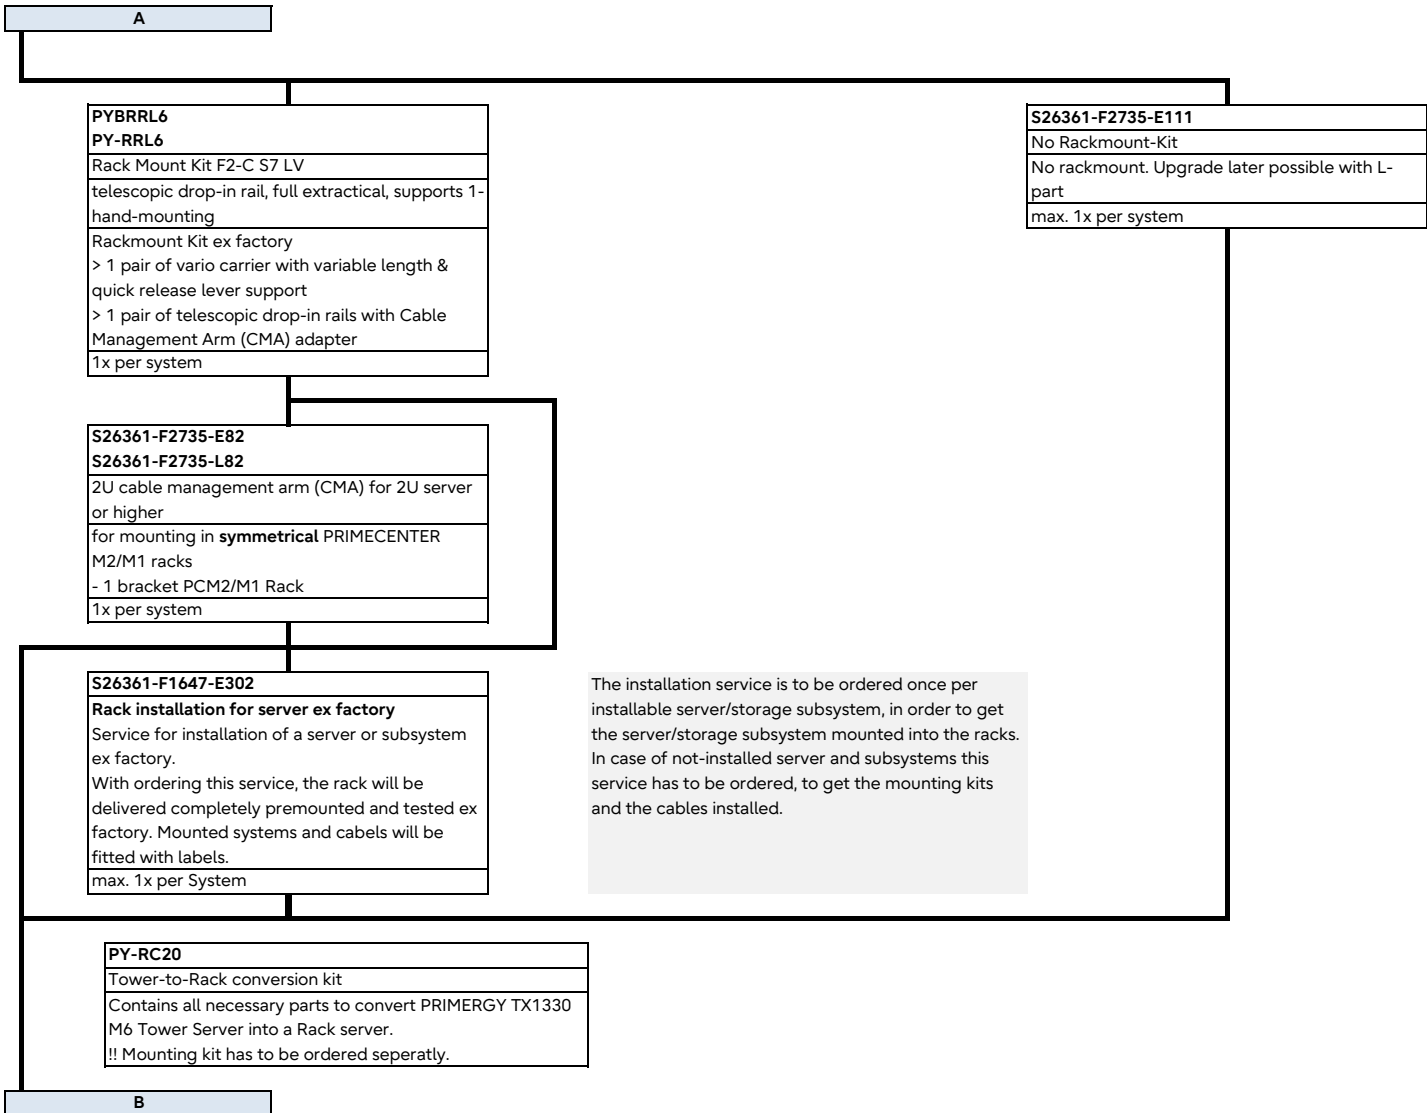 A
PYBRRL6
PY-RRL6
Rack Mount Kit F2-C S7 LV
telescopic drop-in rail, full extractical, supports 1-
hand-mounting
Rackmount Kit ex factory
> 1 pair of vario carrier with variable length &
quick release lever support
> 1 pair of telescopic drop-in rails with Cable
Management Arm (CMA) adapter
1x per system
S26361-F2735-E111
No Rackmount-Kit
No rackmount. Upgrade later possible with L-
part
max. 1x per system
S26361-F2735-E82
S26361-F2735-L82
2U cable management arm (CMA) for 2U server
or higher
for mounting in symmetrical PRIMECENTER
M2/M1 racks
- 1 bracket PCM2/M1 Rack
1x per system
S26361-F1647-E302
Rack installation for server ex factory
Service for installation of a server or subsystem
ex factory.
With ordering this service, the rack will be
delivered completely premounted and tested ex
factory. Mounted systems and cabels will be
fitted with labels.
max. 1x per System
The installation service is to be ordered once per
installable server/storage subsystem, in order to get
the server/storage subsystem mounted into the racks.
In case of not-installed server and subsystems this
service has to be ordered, to get the mounting kits
and the cables installed.
PY-RC20
Tower-to-Rack conversion kit
Contains all necessary parts to convert PRIMERGY TX1330
M6 Tower Server into a Rack server.
!! Mounting kit has to be ordered seperatly.
B